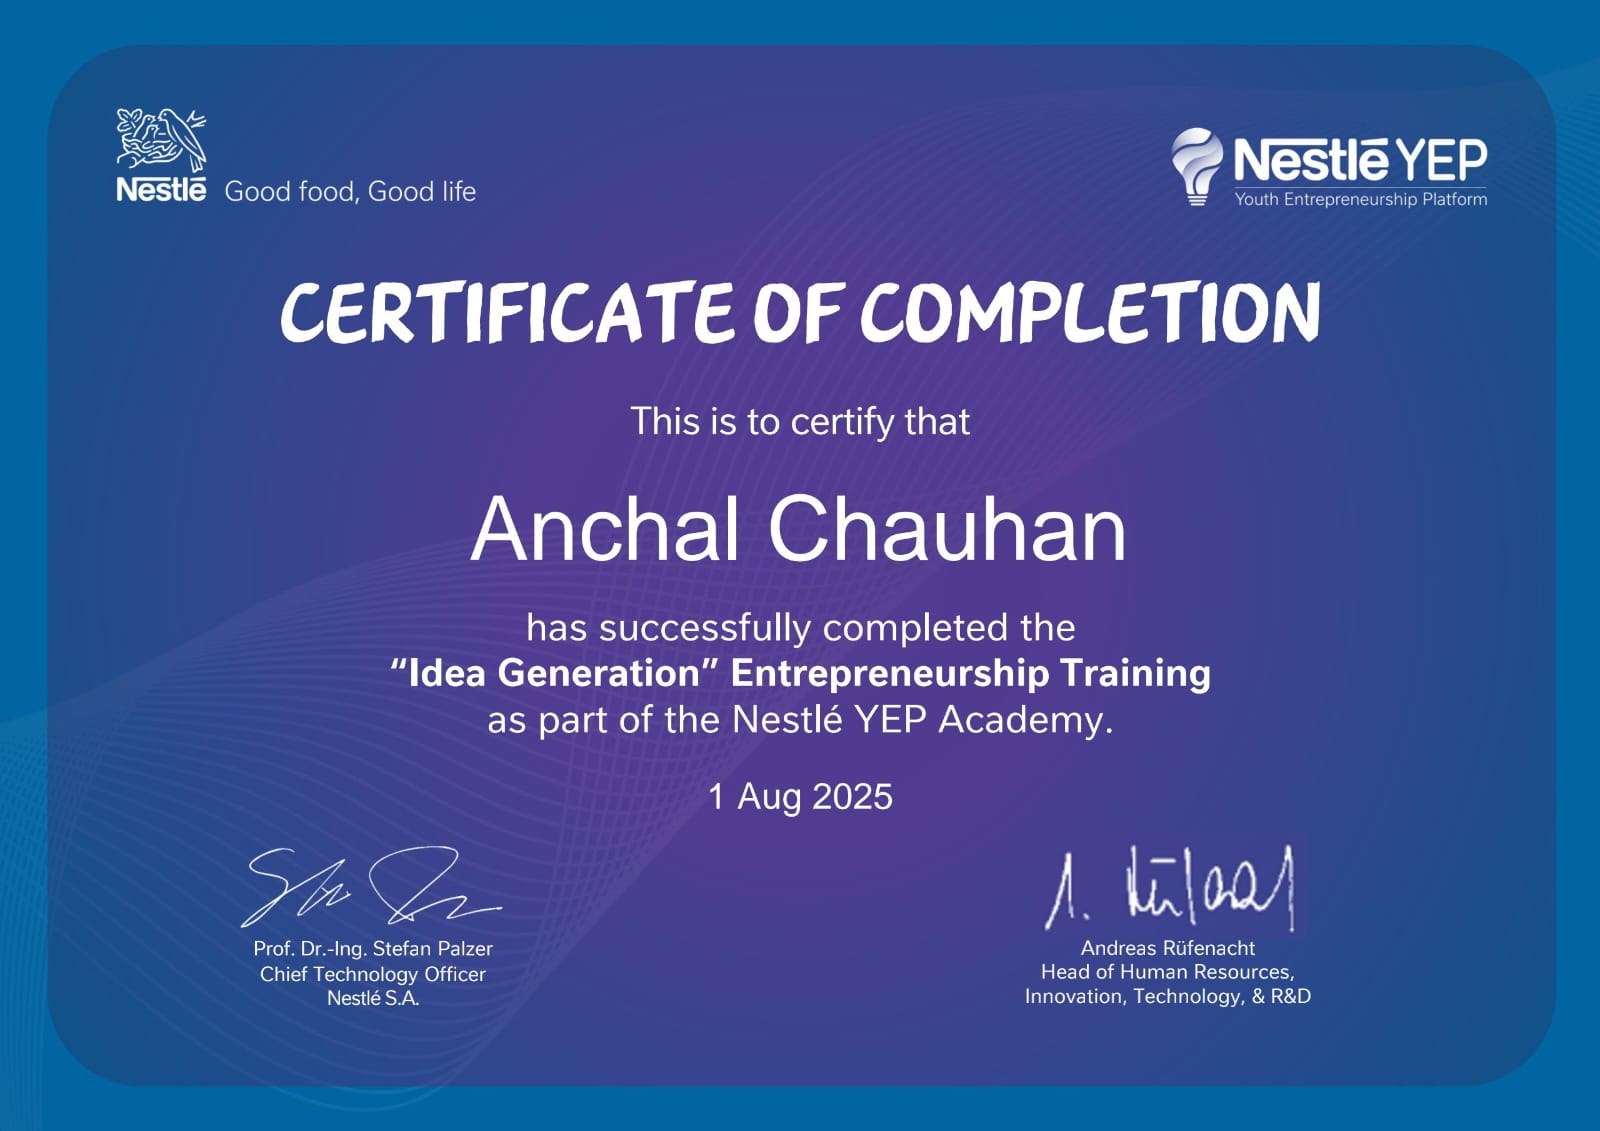 Nestlé Good food, Good life
Nestlé YEP
Youth Entrepreneurship Platform
CERTIFICATE OF COMPLETION
This is to certify that
Anchal Chauhan
has successfully completed the
“Idea Generation” Entrepreneurship Training
as part of the Nestlé YEP Academy.
1 Aug 2025
Prof. Dr.-Ing. Stefan Palzer
Chief Technology Officer
Nestlé S.A.
Andreas Rüfenacht
Head of Human Resources,
Innovation, Technology, & R&D